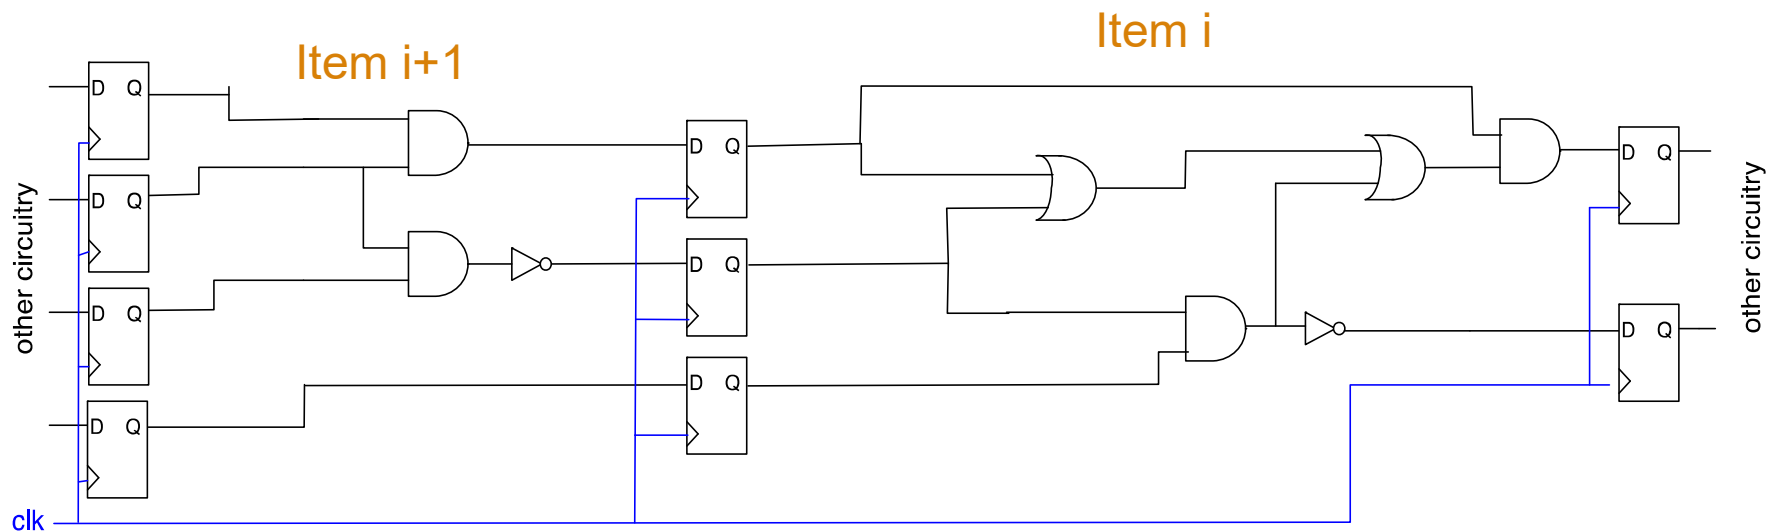 Item i+1
Item i
D Q
D Q
D Q
D Q
D Q
D Q
D Q
D Q
D Q
other circuitry
other circuitry
clk